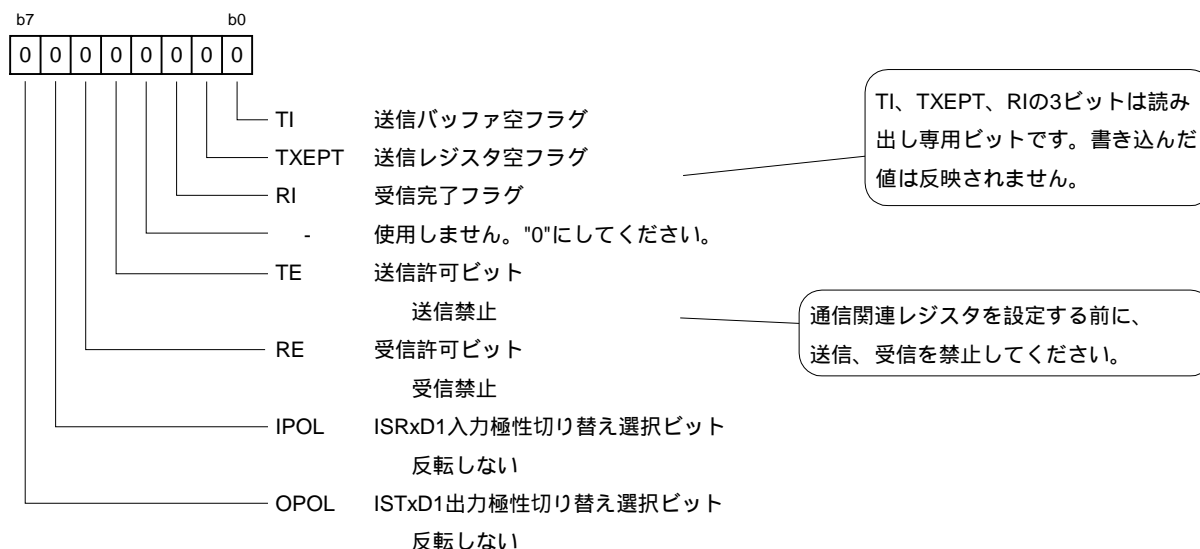 b7 b0
0 0 0 0 0 0 0 0
TI 送信バッファ空フラグ
TXEPT 送信レジスタ空フラグ
RI 受信完了フラグ
- 使用しません。"0"にしてください。
TE 送信許可ビット
送信禁止
RE 受信許可ビット
受信禁止
IPOL ISRxD1入力極性切り替え選択ビット
反転しない
OPOL ISTxD1出力極性切り替え選択ビット
反転しない
TI、TXEPT、RIの3ビットは読み
出し専用ビットです。書き込んだ
値は反映されません。
通信関連レジスタを設定する前に、
送信、受信を禁止してください。